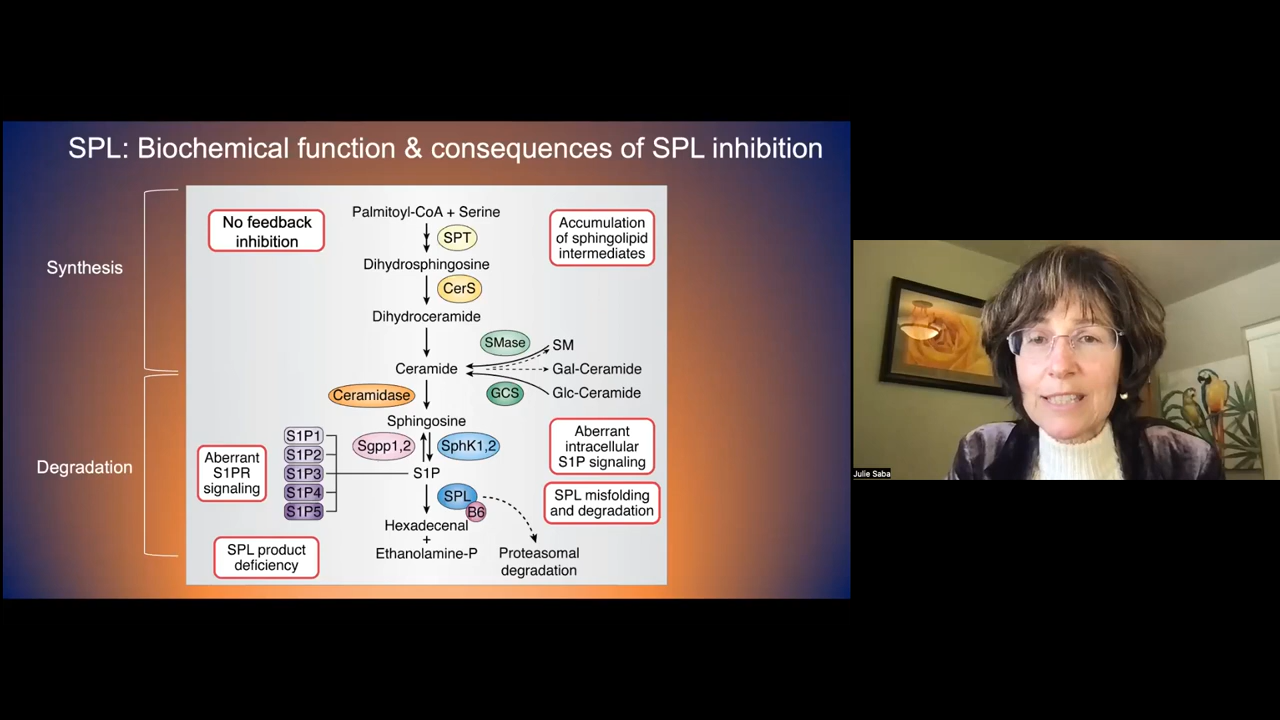 SPL: Biochemical function & consequences of SPL inhibition
Synthesis
Degradation
No feedback
inhibition
Palmitoyl-CoA + Serine
SPT
Dihydrosphingosine
CerS
Dihydroceramide
Accumulation
of sphingolipid
intermediates
SMase
SM
Ceramide
Gal-Ceramide
GCS
Glc-Ceramide
Ceramidase
Sphingosine
Sgpp1,2
SphK1,2
S1P
S1P1
S1P2
S1P3
S1P4
S1P5
Aberrant
S1PR
signaling
Aberrant
intracellular
S1P signaling
SPL misfolding
and degradation
SPL
B6
Hexadecenal
+
Ethanolamine-P
Proteasomal
degradation
SPL product
deficiency
Julie Saba